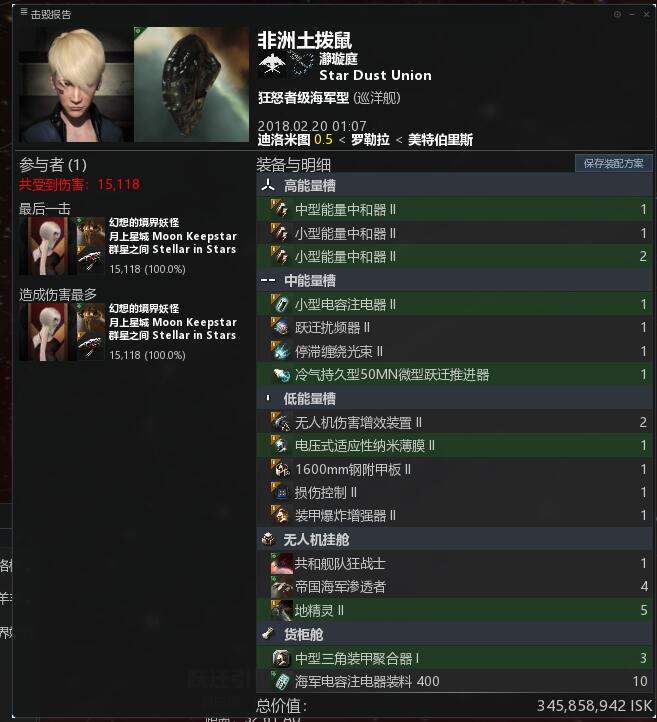 击毁报告
非洲土拨鼠
瀞璇庭
Star Dust Union
狂怒者级海军型 (巡洋舰)
2018.02.20 01:07
迪洛米图 0.5 < 罗勒拉 < 美特伯里斯
参与者 (1)
共受到伤害：15,118
最后一击
幻想的境界妖怪
月上星城 Moon Keepstar
群星之间 Stellar in Stars
15,118 (100.0%)
造成伤害最多
幻想的境界妖怪
月上星城 Moon Keepstar
群星之间 Stellar in Stars
15,118 (100.0%)
装备与明细
保存装配方案
高能量槽
中型能量中和器 II 1
小型能量中和器 II 1
小型能量中和器 II 2
中能量槽
小型电容注电器 II 1
跃迁扰频器 II 1
停滞缠绕光束 II 1
冷气持久型50MN微型跃迁推进器 1
低能量槽
无人机伤害增效装置 II 2
电压式适应性纳米薄膜 II 1
1600mm钢附甲板 II 1
损伤控制 II 1
装甲爆炸增强器 II 1
无人机挂舱
共和舰队狂战士 1
帝国海军渗透者 4
地精灵 II 5
货柜舱
中型三角装甲聚合器 I 3
海军电容注电器装料 400 10
总价值： 345,858,942 ISK